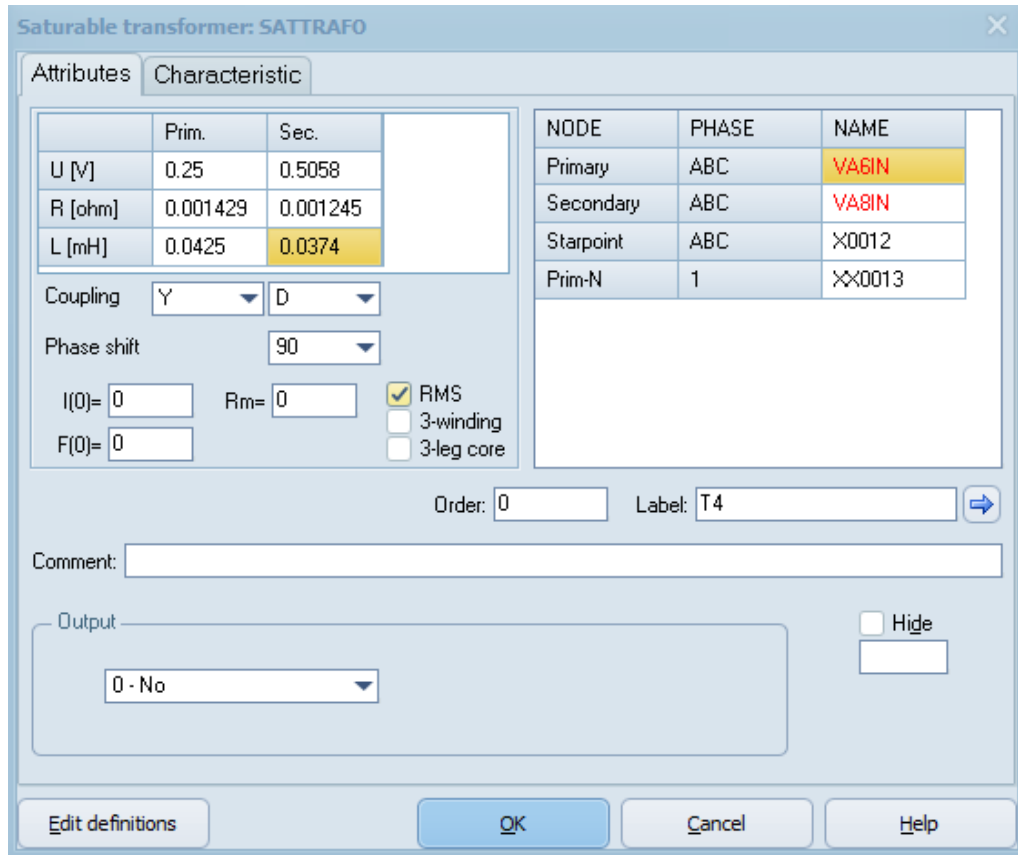 Saturable transformer: SATTRAFO
Attributes Characteristic
Prim. Sec.
U [V] 0.25 0.5058
R [ohm] 0.001429 0.001245
L [mH] 0.0425 0.0374
Coupling Y D
Phase shift 90
I(0)= 0 Rm= 0
F(0)= 0
RMS
3-winding
3-leg core
NODE PHASE NAME
Primary ABC VA6IN
Secondary ABC VA8IN
Starpoint ABC X0012
Prim-N 1 XX0013
Order: 0 Label: T4
Comment:
Output
0 - No
Hide
Edit definitions OK Cancel Help